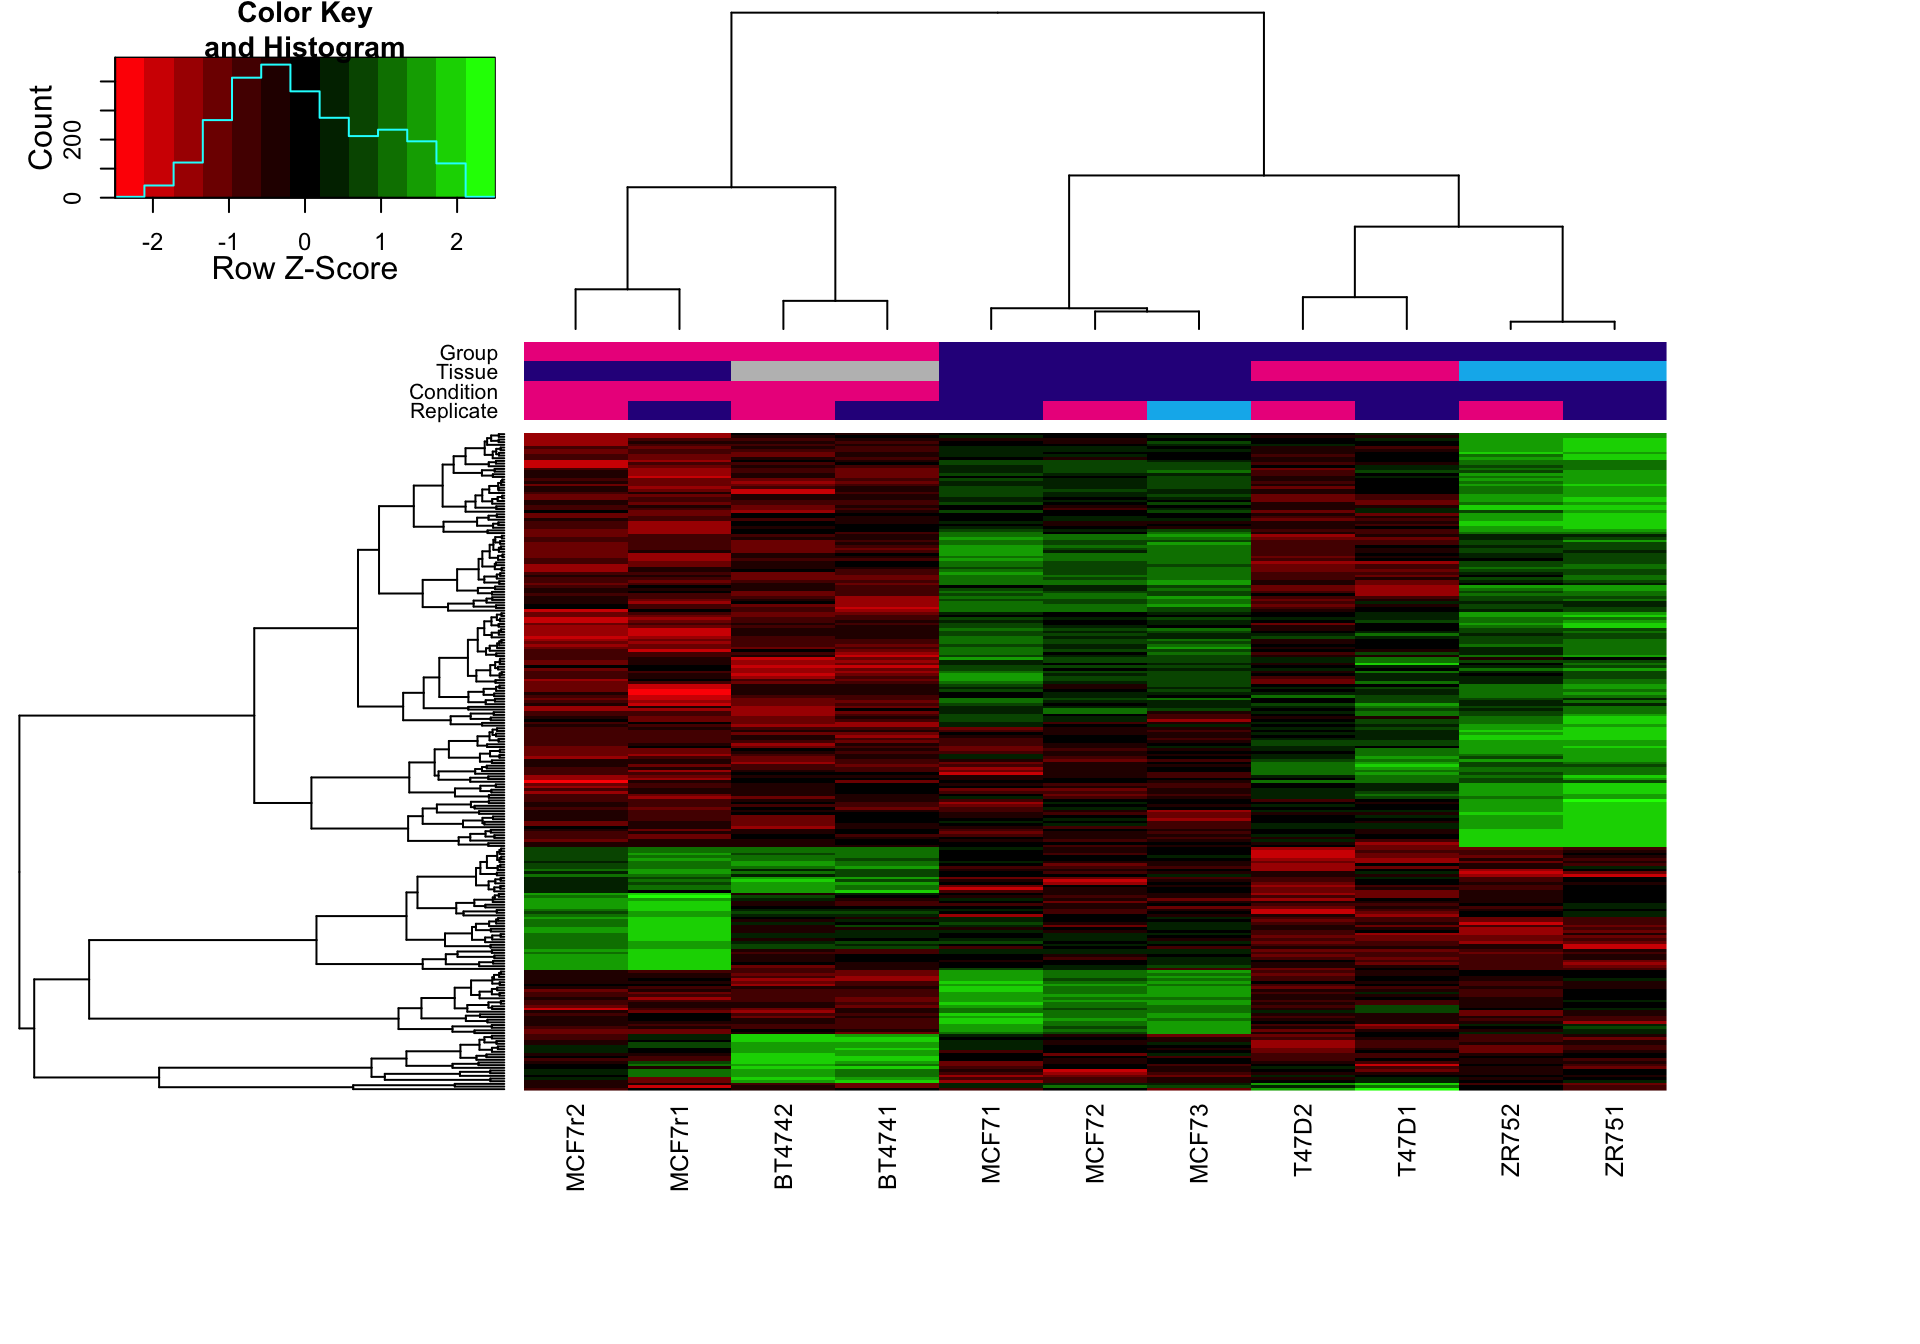 Color Key
and Histogram
Count
0 200
-2 -1 0 1 2
Row Z-Score
Group
Tissue
Condition
Replicate
MCF7r2 MCF7r1 BT4742 BT4741 MCF71 MCF72 MCF73 T47D2 T47D1 ZR752 ZR751